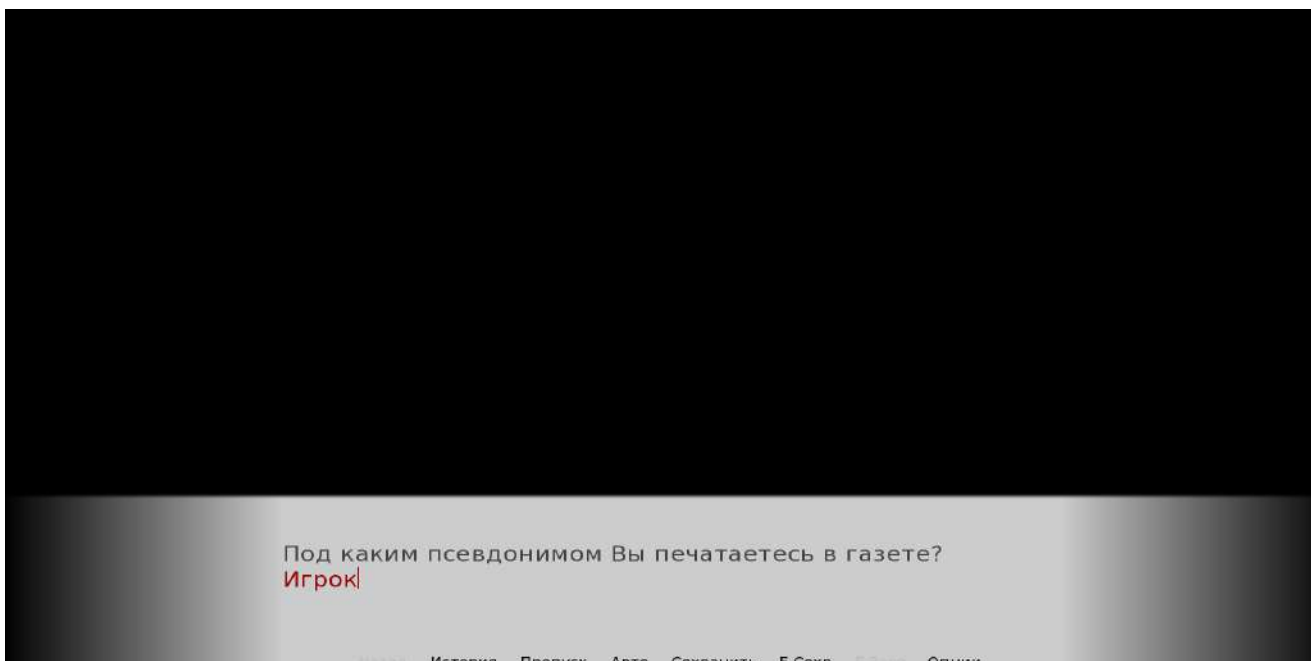 Под каким псевдонимом Вы печатаетесь в газете?
Игрок
История Пропуск Авто Сохранить Б.Сохр Опции